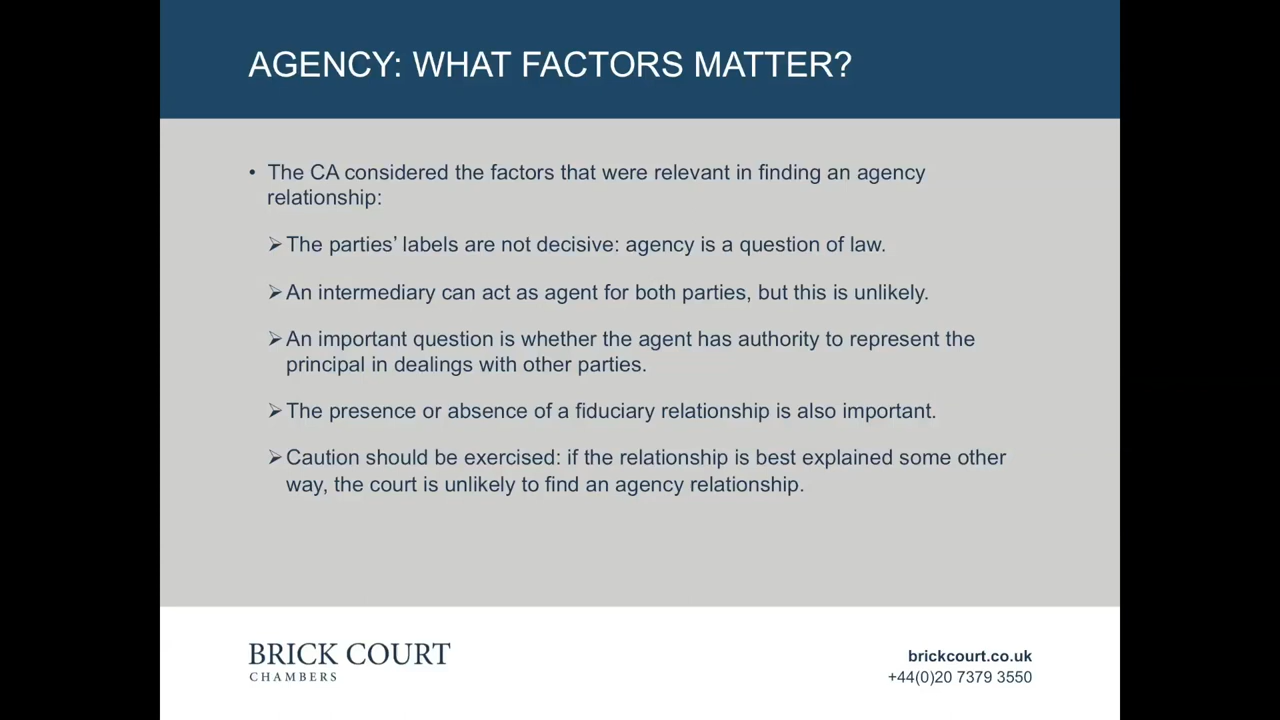 AGENCY: WHAT FACTORS MATTER?
• The CA considered the factors that were relevant in finding an agency
relationship:
➢The parties’ labels are not decisive: agency is a question of law.
➢An intermediary can act as agent for both parties, but this is unlikely.
➢An important question is whether the agent has authority to represent the
principal in dealings with other parties.
➢The presence or absence of a fiduciary relationship is also important.
➢Caution should be exercised: if the relationship is best explained some other
way, the court is unlikely to find an agency relationship.
BRICK COURT
CHAMBERS
brickcourt.co.uk
+44(0)20 7379 3550